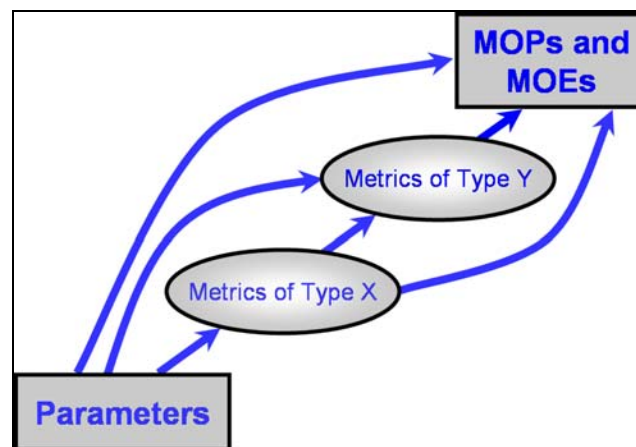 MOPs and
MOEs
Metrics of Type Y
Metrics of Type X
Parameters